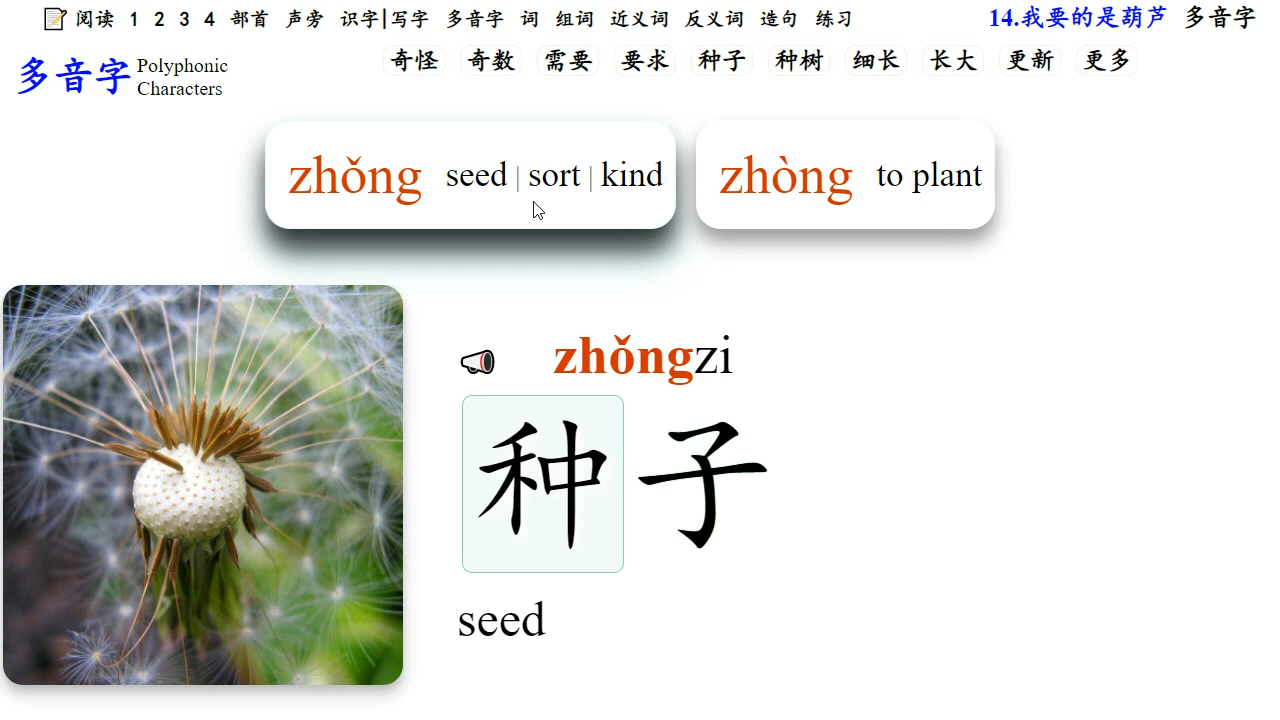 📝 阅读 1 2 3 4 部首 声旁 识字|写字 多音字 词 组词 近义词 反义词 造句 练习 14.我要的是葫芦 多音字
多音字 Polyphonic Characters
奇怪 奇数 需要 要求 种子 种树 细长 长大 更新 更多
zhǒng seed | sort | kind
zhòng to plant
zhǒngzi
种子
seed